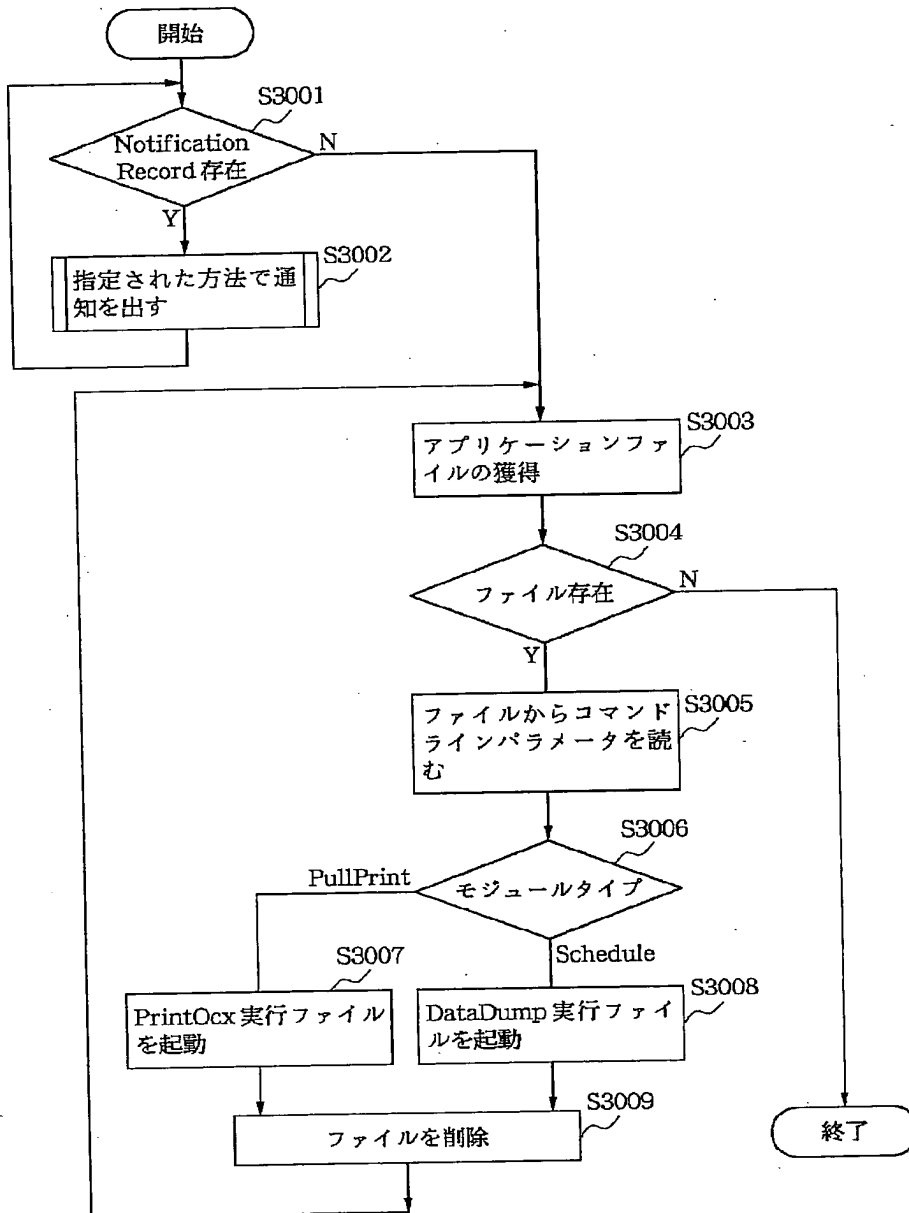 開始
S3001
Notification
Record 存在
N
Y
S3002
指定された方法で通
知を出す
S3003
アプリケーションファ
イルの獲得
S3004
ファイル存在
N
Y
S3005
ファイルからコマンド
ラインパラメータを読
む
S3006
モジュールタイプ
PullPrint
Schedule
S3007
PrintOcx 実行ファイル
を起動
S3008
DataDump 実行ファイ
ルを起動
S3009
ファイルを削除
終了